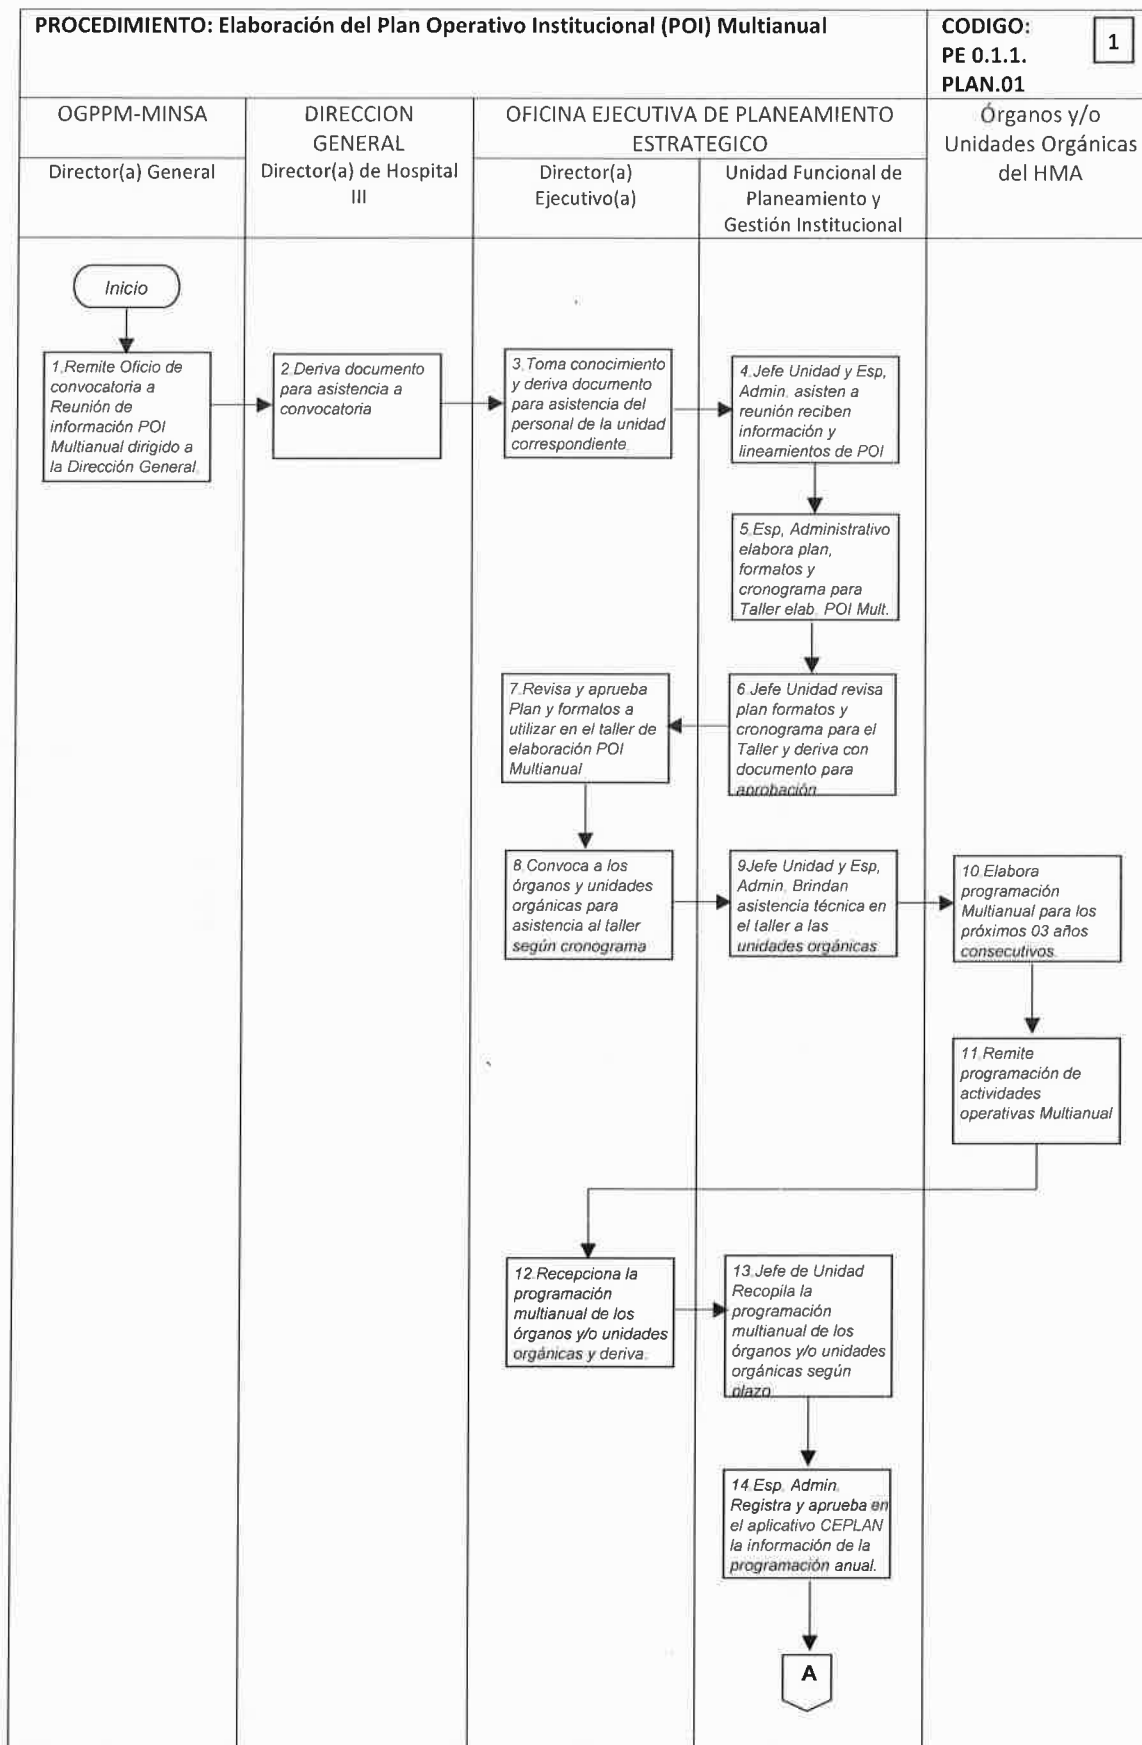 PROCEDIMIENTO: Elaboración del Plan Operativo Institucional (POI) Multianual
CODIGO:
PE 0.1.1.
PLAN.01
1
OGPPM-MINSA
DIRECCION
GENERAL
OFICINA EJECUTIVA DE PLANEAMIENTO
ESTRATEGICO
Órganos y/o
Unidades Orgánicas
del HMA
Director(a) General
Director(a) de Hospital
III
Director(a)
Ejecutivo(a)
Unidad Funcional de
Planeamiento y
Gestión Institucional
Inicio
1.Remite Oficio de
convocatoria a
Reunión de
información POI
Multianual dirigido a
la Dirección General.
2.Deriva documento
para asistencia a
convocatoria
3.Toma conocimiento
y deriva documento
para asistencia del
personal de la unidad
correspondiente
4.Jefe Unidad y Esp,
Admin. asisten a
reunión reciben
información y
lineamientos de POI
5.Esp, Administrativo
elabora plan,
formatos y
cronograma para
Taller elab. POI Mult.
7.Revisa y aprueba
Plan y formatos a
utilizar en el taller de
elaboración POI
Multianual
6.Jefe Unidad revisa
plan formatos y
cronograma para el
Taller y deriva con
documento para
aprobación
8.Convoca a los
órganos y unidades
orgánicas para
asistencia al taller
según cronograma
9Jefe Unidad y Esp,
Admin. Brindan
asistencia técnica en
el taller a las
unidades orgánicas
10.Elabora
programación
Multianual para los
próximos 03 años
consecutivos.
11.Remite
programación de
actividades
operativas Multianual
12.Recepciona la
programación
multianual de los
órganos y/o unidades
orgánicas y deriva.
13.Jefe de Unidad
Recopila la
programación
multianual de los
órganos y/o unidades
orgánicas según
plazo
14.Esp. Admin.
Registra y aprueba en
el aplicativo CEPLAN
la información de la
programación anual.
A